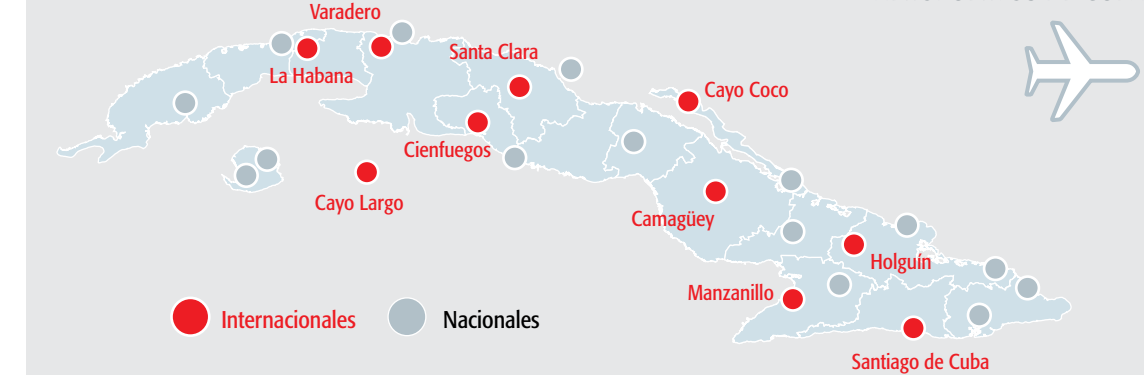 Varadero
La Habana
Santa Clara
Cayo Coco
Cienfuegos
Cayo Largo
Camagüey
Holguín
Manzanillo
Internacionales
Nacionales
Santiago de Cuba